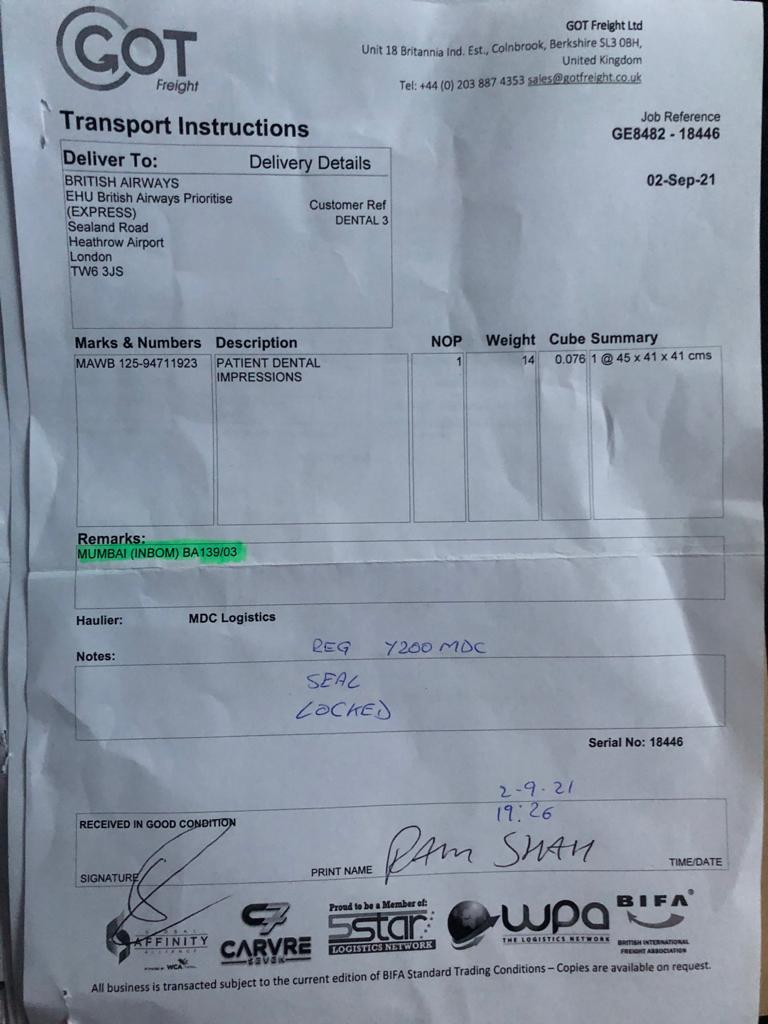 GOT
Freight
GOT Freight Ltd
Unit 18 Britannia Ind. Est., Colnbrook, Berkshire SL3 0BH,
United Kingdom
Tel: +44 (0) 203 887 4353 sales@gotfreight.co.uk
Transport Instructions
Job Reference
GE8482 - 18446
02-Sep-21
Deliver To: Delivery Details
BRITISH AIRWAYS
EHU British Airways Prioritise
(EXPRESS)
Sealand Road
Heathrow Airport
London
TW6 3JS
Customer Ref
DENTAL 3
Marks & Numbers Description NOP Weight Cube Summary
MAWB 125-94711923 PATIENT DENTAL 1 14 0.076 1 @ 45 x 41 x 41 cms
IMPRESSIONS
Remarks:
MUMBAI (INBOM) BA139/03
Haulier: MDC Logistics
Notes:
REG Y200 MDC
SEAL
LOCKED
Serial No: 18446
2-9-21
19:26
RECEIVED IN GOOD CONDITION
SIGNATURE PRINT NAME RAM SHAH TIME/DATE
GLOBAL
AFFINITY
ALLIANCE
WCA
C7
CARVRE
SEVEN
Proud to be a Member of:
5star
LOGISTICS NETWORK
wpa
THE LOGISTICS NETWORK
BIFA
BRITISH INTERNATIONAL
FREIGHT ASSOCIATION
All business is transacted subject to the current edition of BIFA Standard Trading Conditions – Copies are available on request.